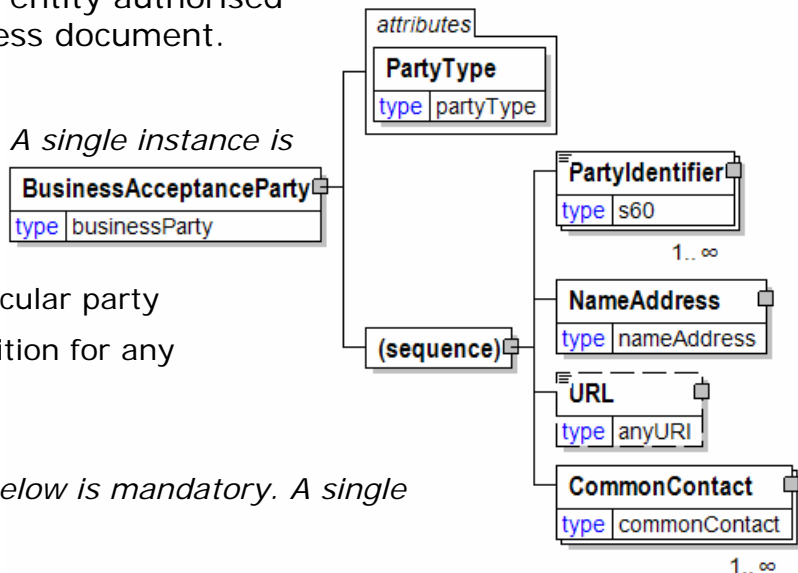 entity authorised
ess document.
attributes
PartyType
type partyType
A single instance is
BusinessAcceptanceParty
type businessParty
PartyIdentifier
type s60
1.. ∞
cular party
NameAddress
type nameAddress
ition for any
(sequence)
URL
type anyURI
elow is mandatory. A single
CommonContact
type commonContact
1.. ∞